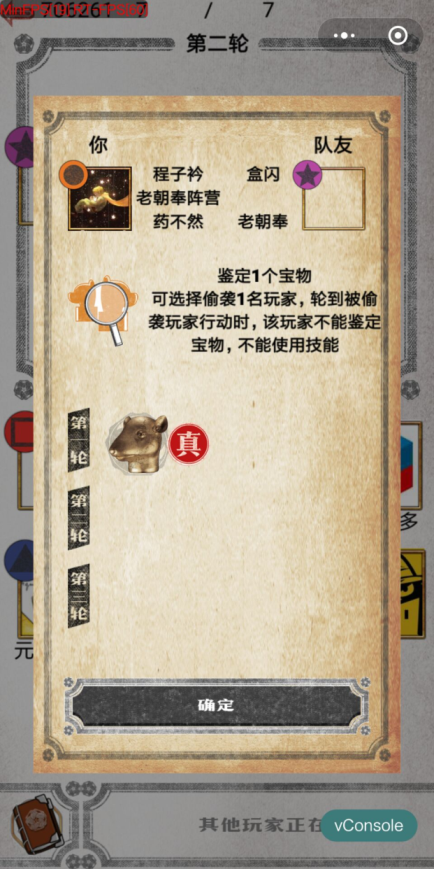 706261
/
7
第二轮
你
队友
程子衿
老朝奉阵营
药不然
盒闪
老朝奉
鉴定1个宝物
可选择偷袭1名玩家，轮到被偷
袭玩家行动时，该玩家不能鉴定
宝物，不能使用技能
第一轮
真
第二轮
第三轮
多
元
确定
其他玩家正在
vConsole